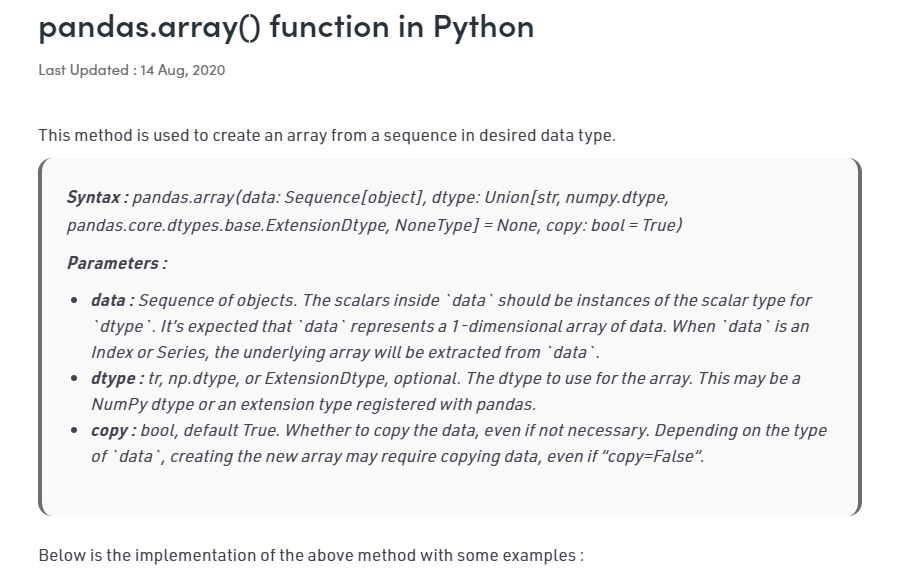 pandas.array() function in Python
Last Updated : 14 Aug, 2020
This method is used to create an array from a sequence in desired data type.
Syntax : pandas.array(data: Sequence[object], dtype: Union[str, numpy.dtype,
pandas.core.dtypes.base.ExtensionDtype, NoneType] = None, copy: bool = True)
Parameters :
• data : Sequence of objects. The scalars inside `data` should be instances of the scalar type for
`dtype`. It’s expected that `data` represents a 1-dimensional array of data. When `data` is an
Index or Series, the underlying array will be extracted from `data`.
• dtype : tr, np.dtype, or ExtensionDtype, optional. The dtype to use for the array. This may be a
NumPy dtype or an extension type registered with pandas.
• copy : bool, default True. Whether to copy the data, even if not necessary. Depending on the type
of `data`, creating the new array may require copying data, even if “copy=False“.
Below is the implementation of the above method with some examples :